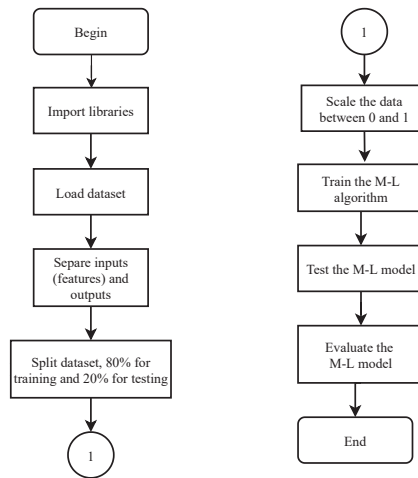 Begin
Import libraries
Load dataset
Separe inputs
(features) and
outputs
Split dataset, 80% for
training and 20% for testing
1
1
Scale the data
between 0 and 1
Train the M-L
algorithm
Test the M-L model
Evaluate the
M-L model
End